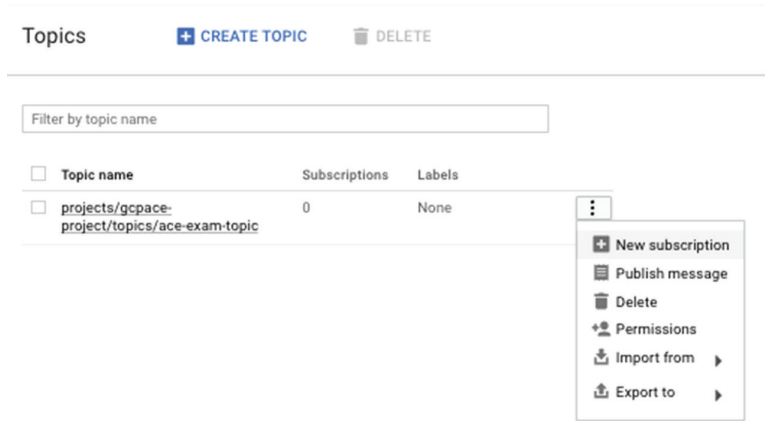 Topics CREATE TOPIC DELETE
Filter by topic name
Topic name Subscriptions Labels
projects/gcpace- 0 None
project/topics/ace-exam-topic
New subscription
Publish message
Delete
Permissions
Import from
Export to